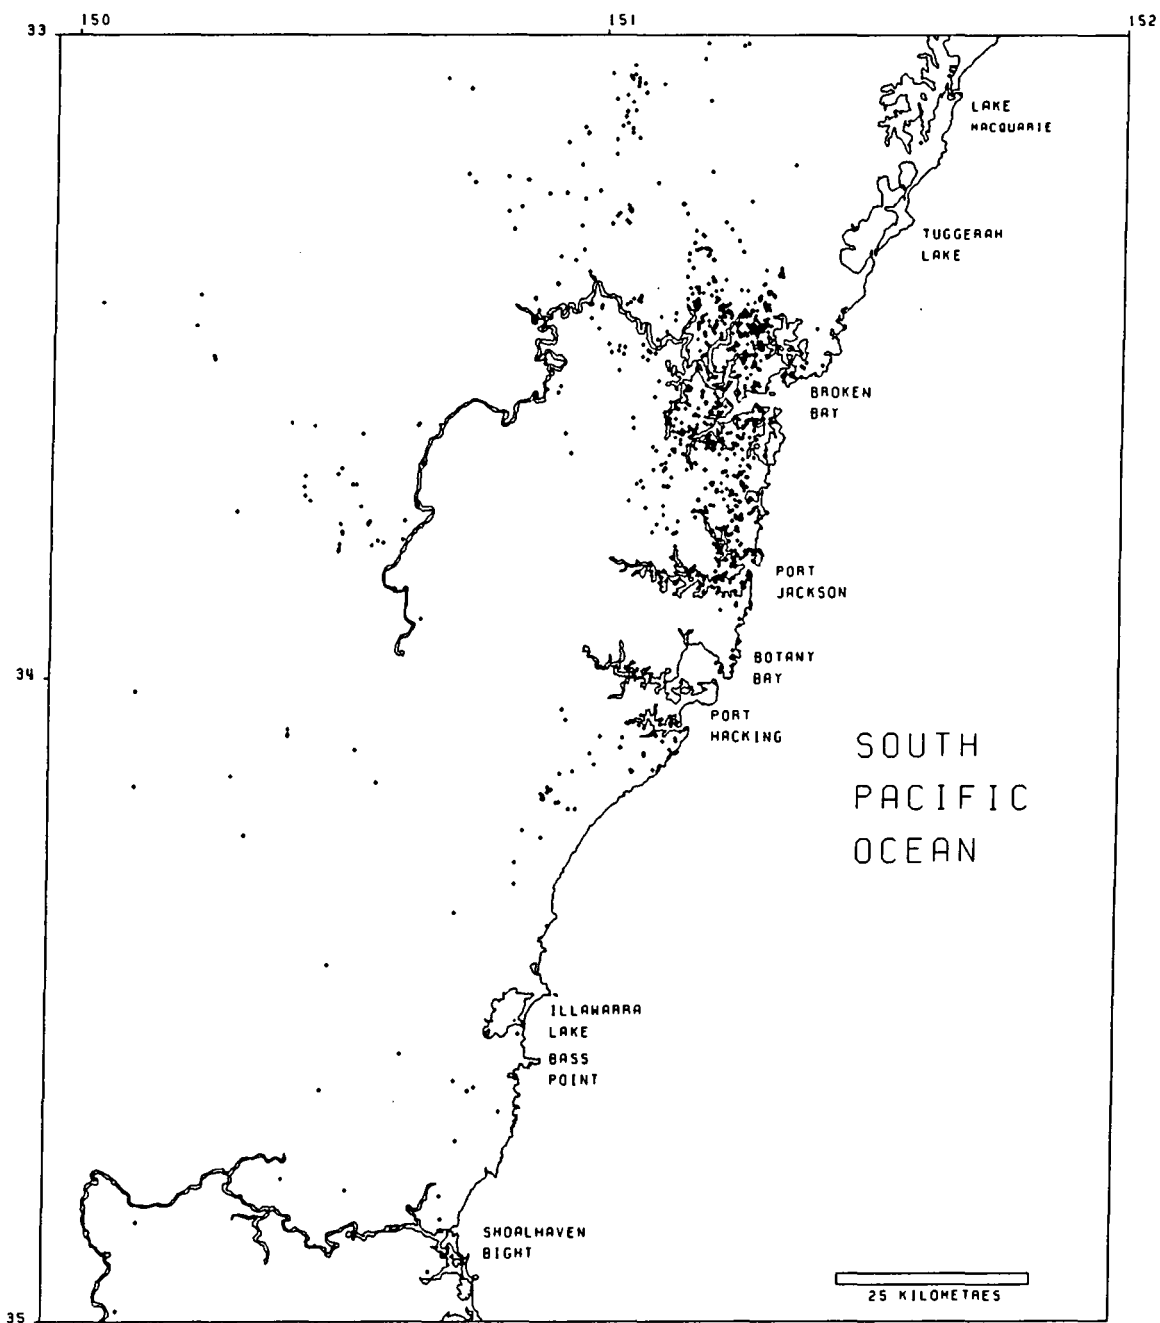 33
150
151
152
LAKE
MACQUARIE
TUGGERAH
LAKE
BROKEN
BAY
PORT
JACKSON
BOTANY
BAY
34
PORT
HACKING
SOUTH
PACIFIC
OCEAN
ILLAWARRA
LAKE
BASS
POINT
SHOALHAVEN
BIGHT
25 KILOMETRES
35